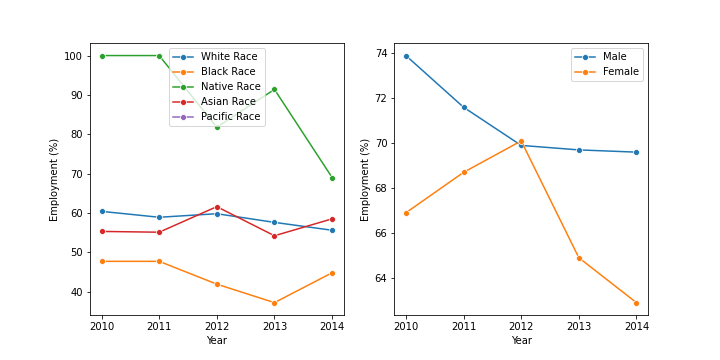 100
90
80
70
60
50
40
Employment (%)
2010
2011
2012
2013
2014
Year
White Race
Black Race
Native Race
Asian Race
Pacific Race
74
72
70
68
66
64
Employment (%)
2010
2011
2012
2013
2014
Year
Male
Female